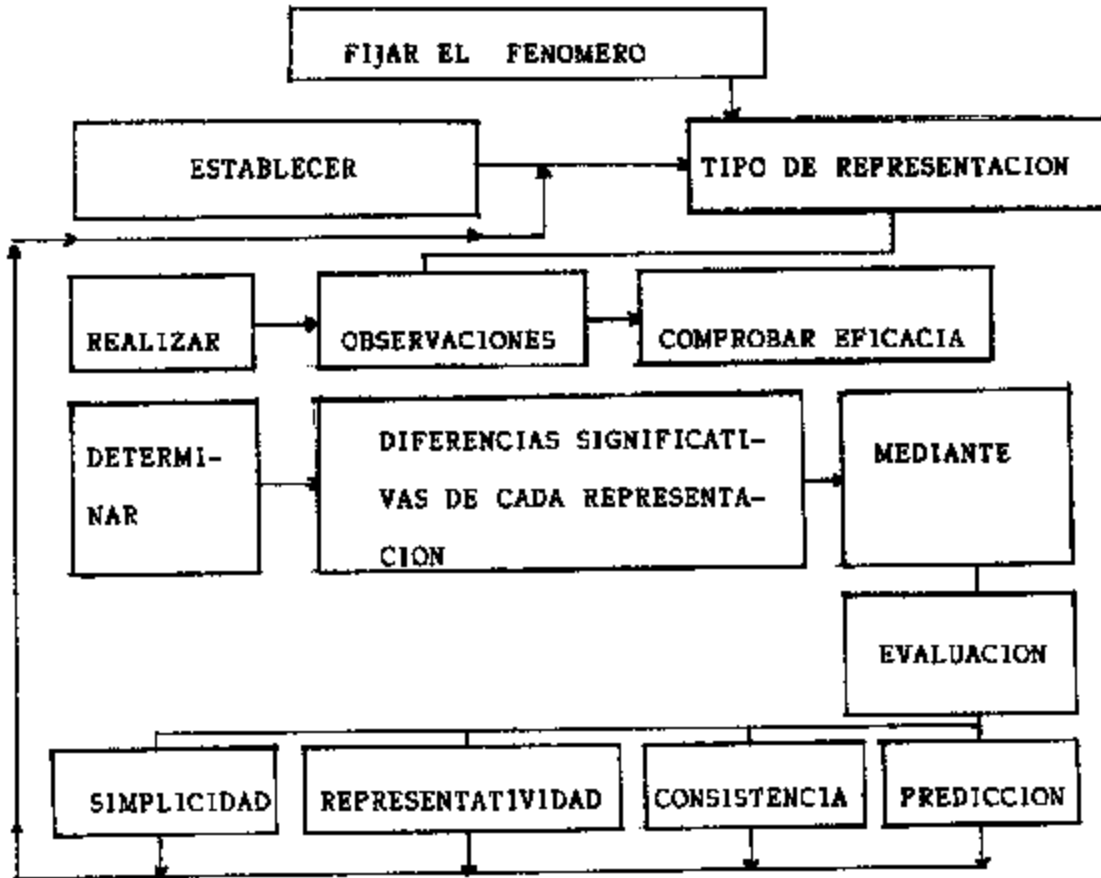 FIJAR EL FENOMERO
ESTABLECER
TIPO DE REPRESENTACION
REALIZAR
OBSERVACIONES
COMPROBAR EFICACIA
DETERMI-
NAR
DIFERENCIAS SIGNIFICATI-
VAS DE CADA REPRESENTA-
CION
MEDIANTE
EVALUACION
SIMPLICIDAD
REPRESENTATIVIDAD
CONSISTENCIA
PREDICCION